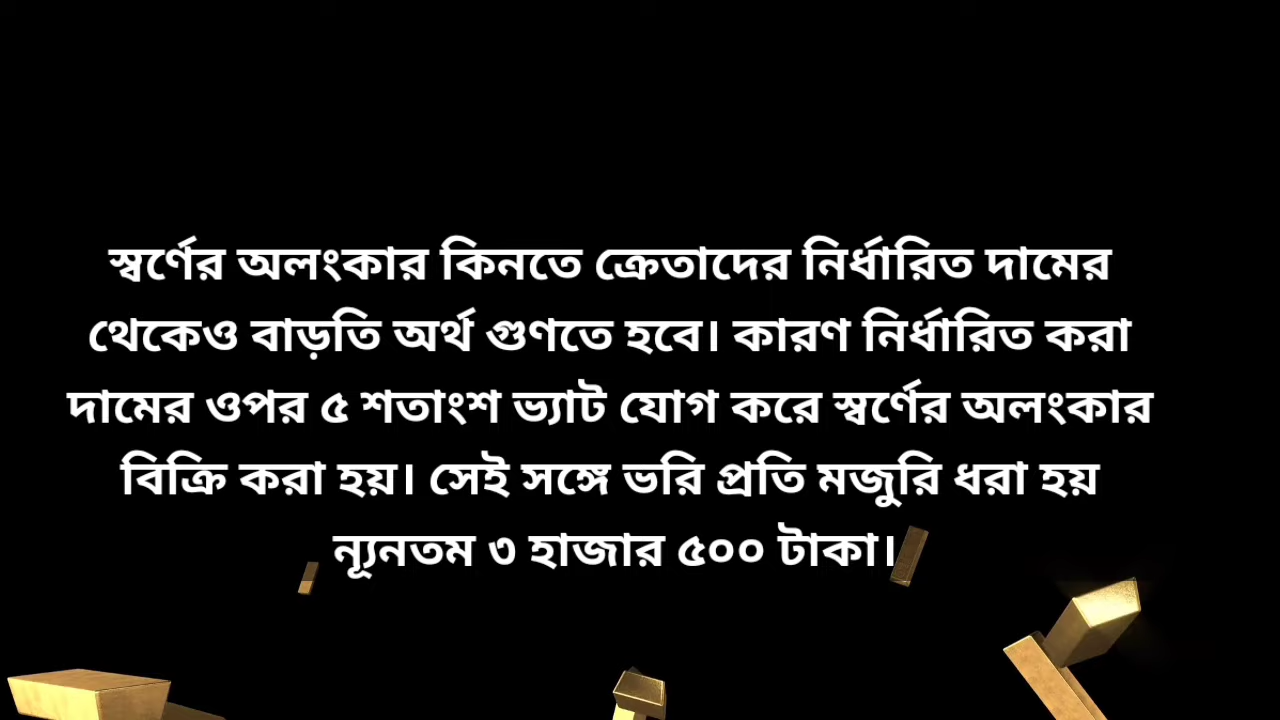 স্বর্ণের অলংকার কিনতে ক্রেতাদের নির্ধারিত দামের
থেকেও বাড়তি অর্থ গুণতে হবে। কারণ নির্ধারিত করা
দামের ওপর ৫ শতাংশ ভ্যাট যোগ করে স্বর্ণের অলংকার
বিক্রি করা হয়। সেই সঙ্গে ভরি প্রতি মজুরি ধরা হয়
ন্যূনতম ৩ হাজার ৫০০ টাকা।